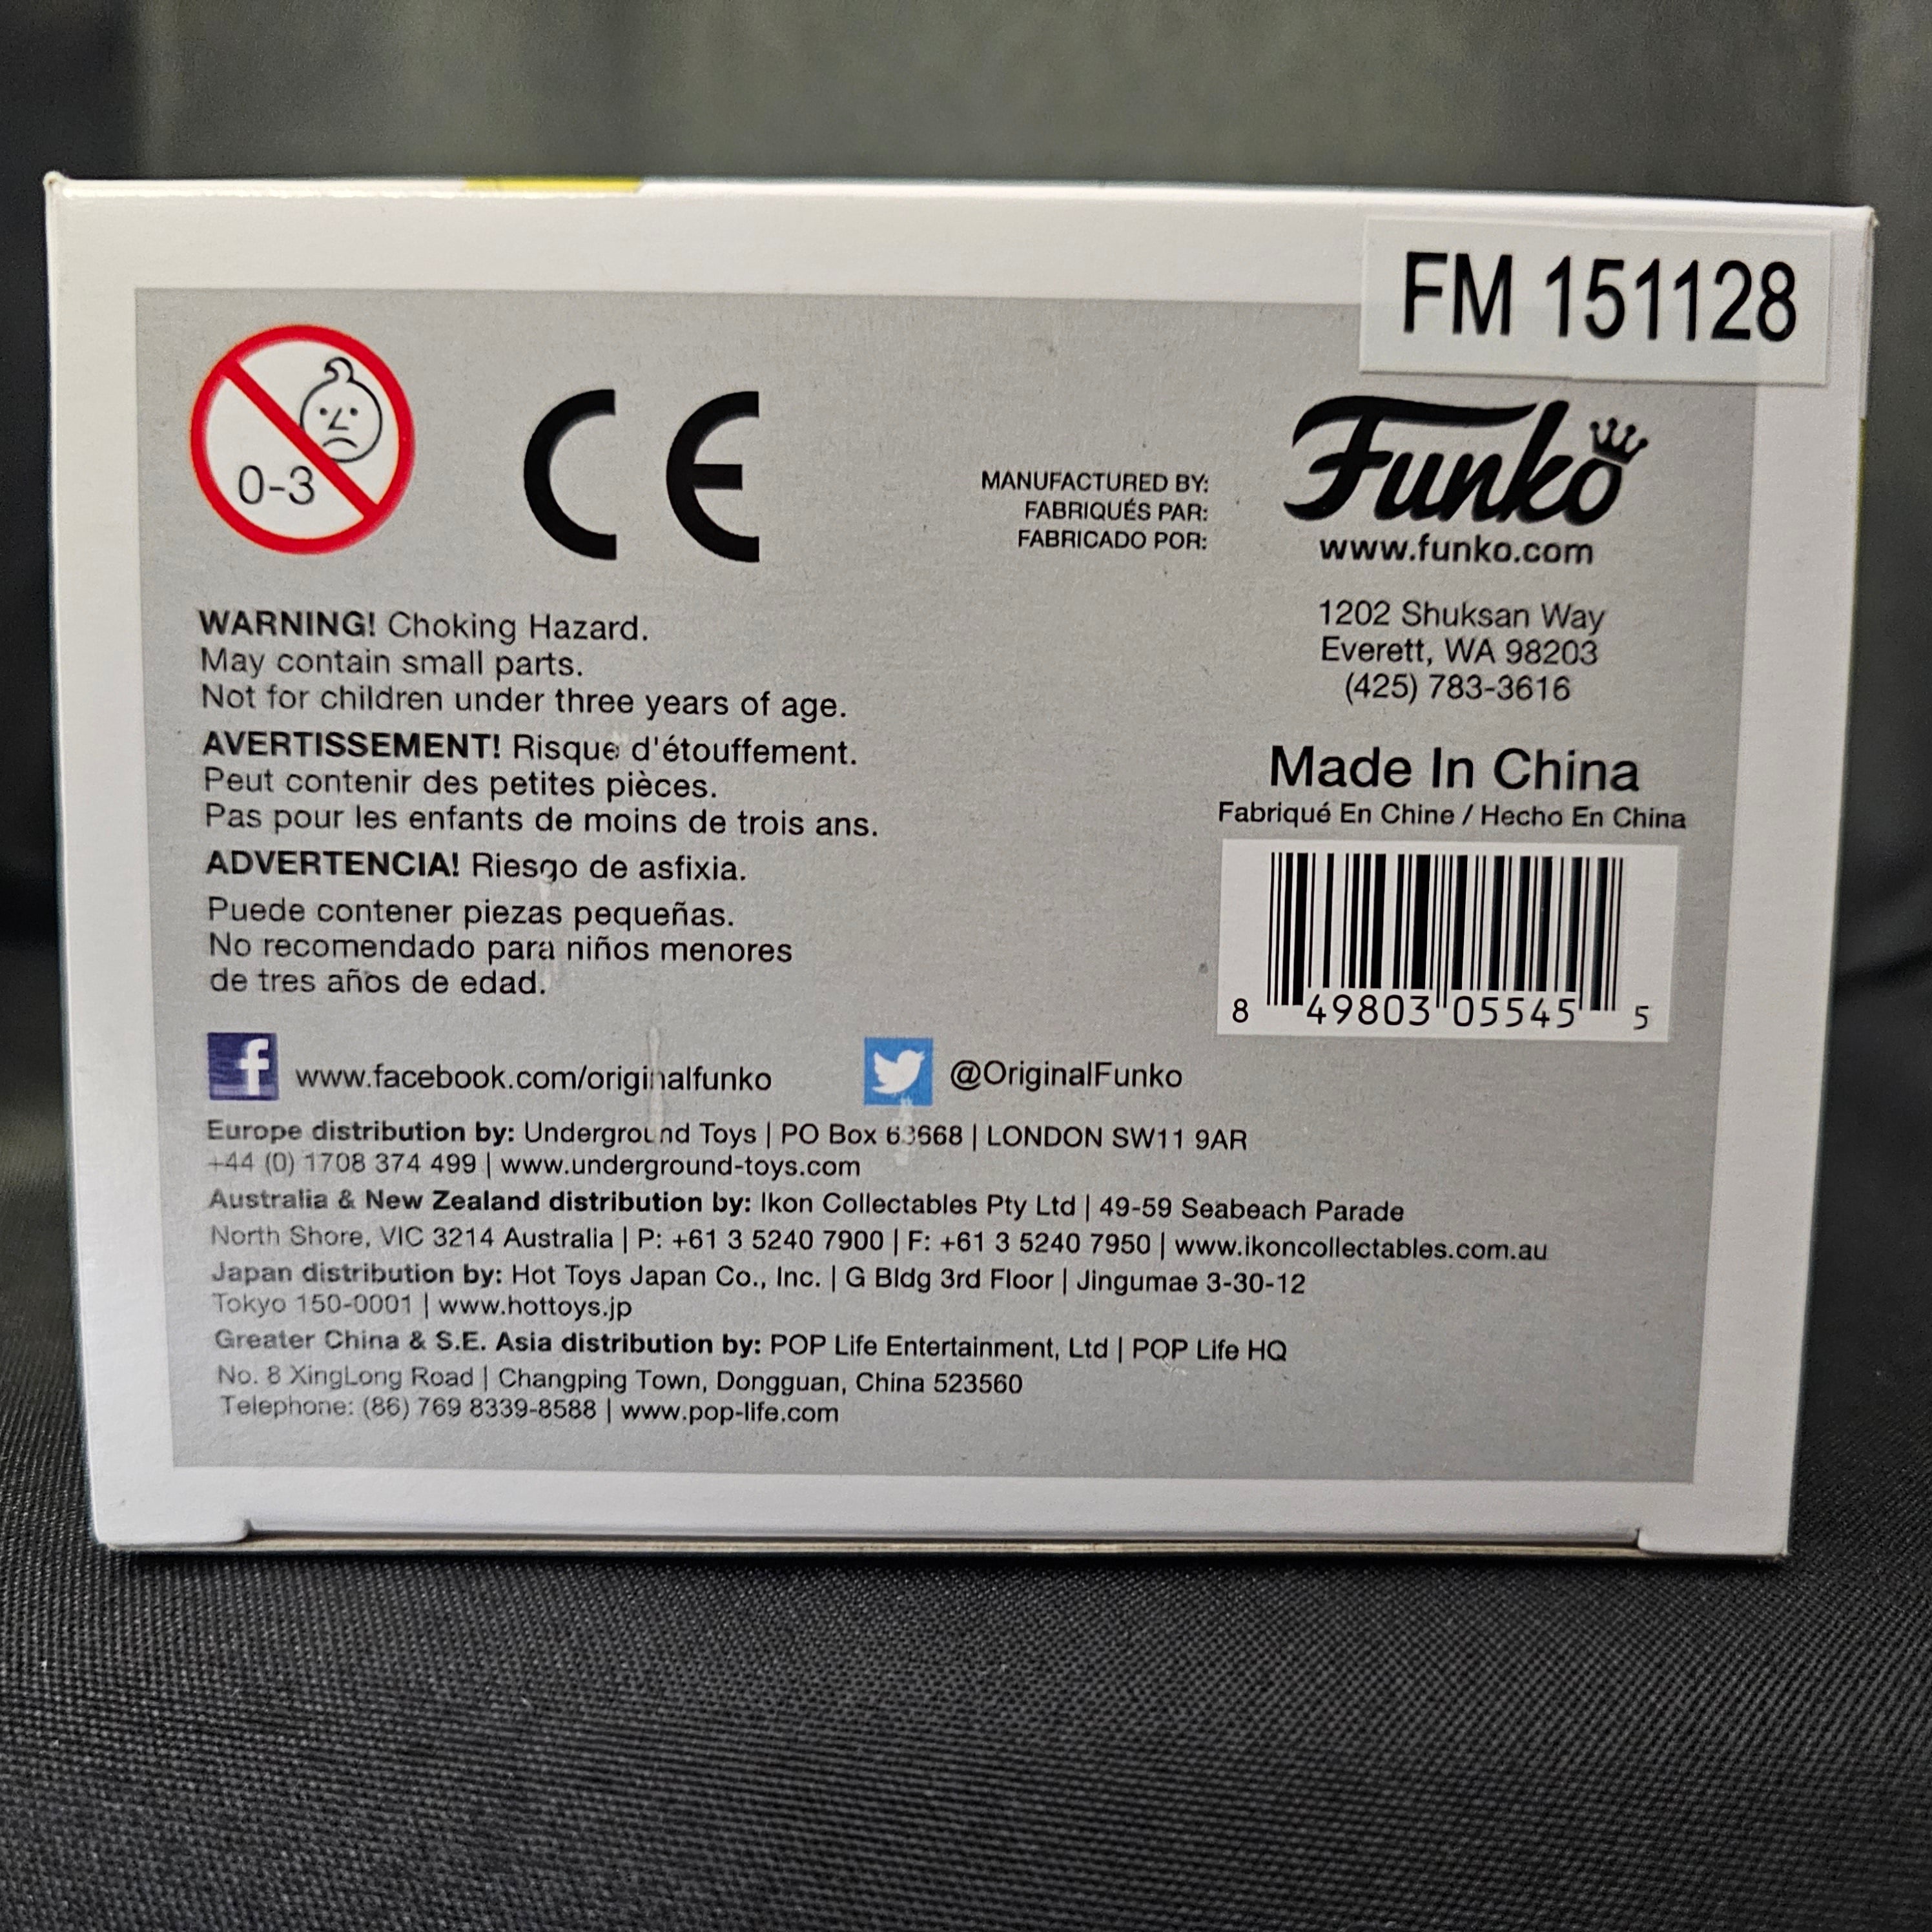 FM 151128
0-3
CE
MANUFACTURED BY:
FABRIQUÉS PAR:
FABRICADO POR:
Funko
www.funko.com
1202 Shuksan Way
Everett, WA 98203
(425) 783-3616
Made In China
Fabriqué En Chine / Hecho En China
8 49803 05545 5
WARNING! Choking Hazard.
May contain small parts.
Not for children under three years of age.
AVERTISSEMENT! Risque d'étouffement.
Peut contenir des petites pièces.
Pas pour les enfants de moins de trois ans.
ADVERTENCIA! Riesgo de asfixia.
Puede contener piezas pequeñas.
No recomendado para niños menores
de tres años de edad.
f www.facebook.com/originalfunko
@OriginalFunko
Europe distribution by: Underground Toys | PO Box | LONDON SW11 9AR
+44 (0) 1708 374 499 | www.underground-toys.com
Australia & New Zealand distribution by: Ikon Collectables Pty Ltd | 49-59 Seabeach Parade
North Shore, VIC 3214 Australia | P: +61 3 5240 7900 | F: +61 3 5240 7950 | www.ikoncollectables.com.au
Japan distribution by: Hot Toys Japan Co., Inc. | G Bldg 3rd Floor | Jingumae 3-30-12
Tokyo 150-0001 | www.hottoys.jp
Greater China & S.E. Asia distribution by: POP Life Entertainment, Ltd | POP Life HQ
No. 8 XingLong Road | Changping Town, Dongguan, China 523560
Telephone: (86) 769 8339-8588 | www.pop-life.com